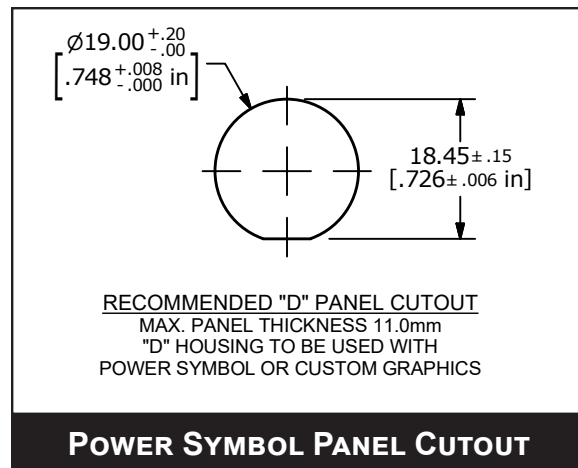 Ø19.00 +.20 -.00
[.748 +.008 -.000 in]
18.45± .15
[.726± .006 in]
RECOMMENDED "D" PANEL CUTOUT
MAX. PANEL THICKNESS 11.0mm
"D" HOUSING TO BE USED WITH
POWER SYMBOL OR CUSTOM GRAPHICS
POWER SYMBOL PANEL CUTOUT